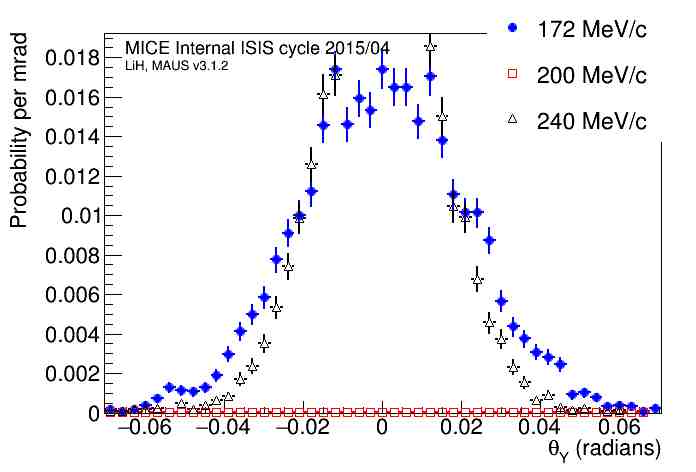 MICE Internal ISIS cycle 2015/04
LiH, MAUS v3.1.2
172 MeV/c
200 MeV/c
240 MeV/c
Probability per mrad
0.018
0.016
0.014
0.012
0.01
0.008
0.006
0.004
0.002
0
−0.06 −0.04 −0.02 0 0.02 0.04 0.06
θY (radians)